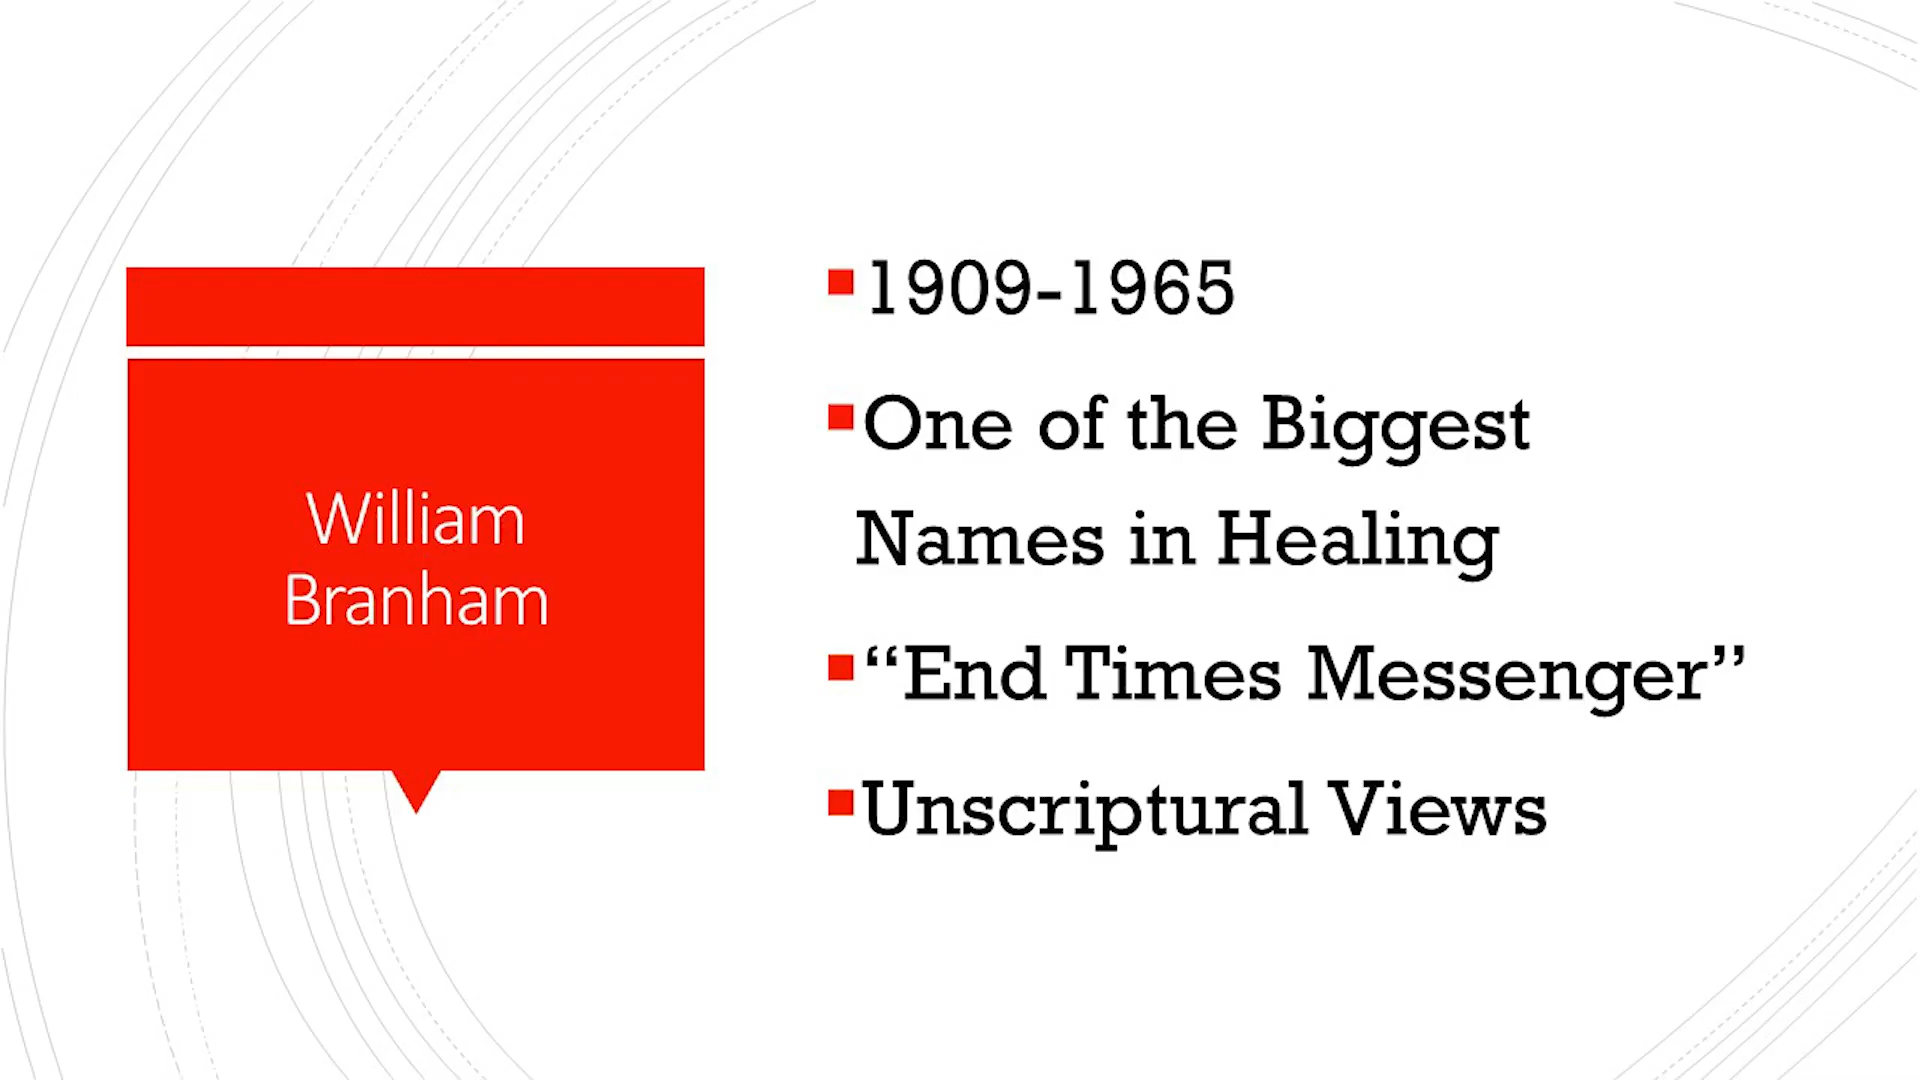 William
Branham
1909-1965
One of the Biggest
Names in Healing
“End Times Messenger”
Unscriptural Views